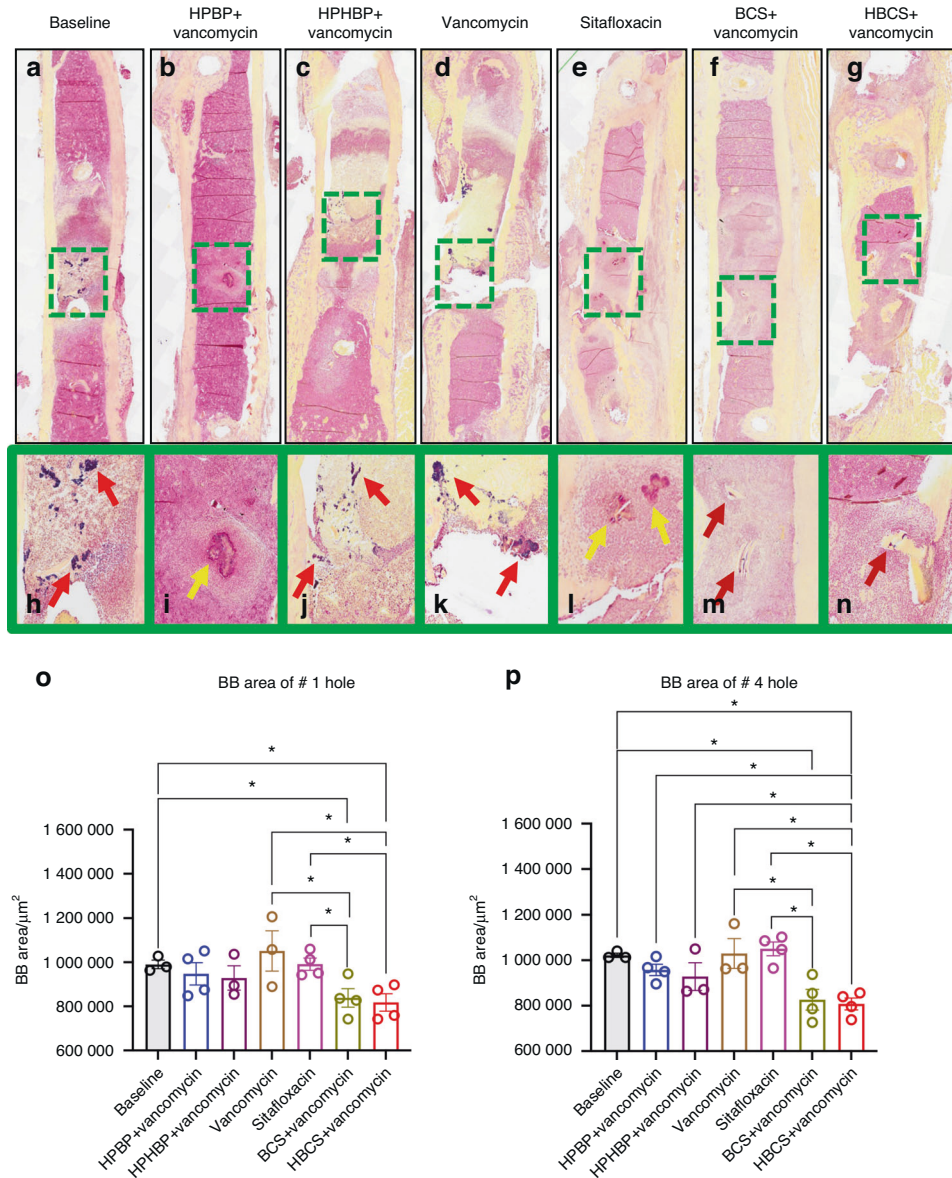 Baseline
HPBP+
vancomycin
HPHBP+
vancomycin
Vancomycin
Sitafloxacin
BCS+
vancomycin
HBCS+
vancomycin
a
b
c
d
e
f
g
h
i
j
k
l
m
n
o
BB area of # 1 hole
*
*
*
*
*
*
1 600 000
1 400 000
1 200 000
1 000 000
800 000
600 000
BB area/μm²
Baseline
HPBP+vancomycin
HPHBP+vancomycin
Vancomycin
Sitafloxacin
BCS+vancomycin
HBCS+vancomycin
p
BB area of # 4 hole
*
*
*
*
*
*
*
*
1 600 000
1 400 000
1 200 000
1 000 000
800 000
600 000
BB area/μm²
Baseline
HPBP+vancomycin
HPHBP+vancomycin
Vancomycin
Sitafloxacin
BCS+vancomycin
HBCS+vancomycin